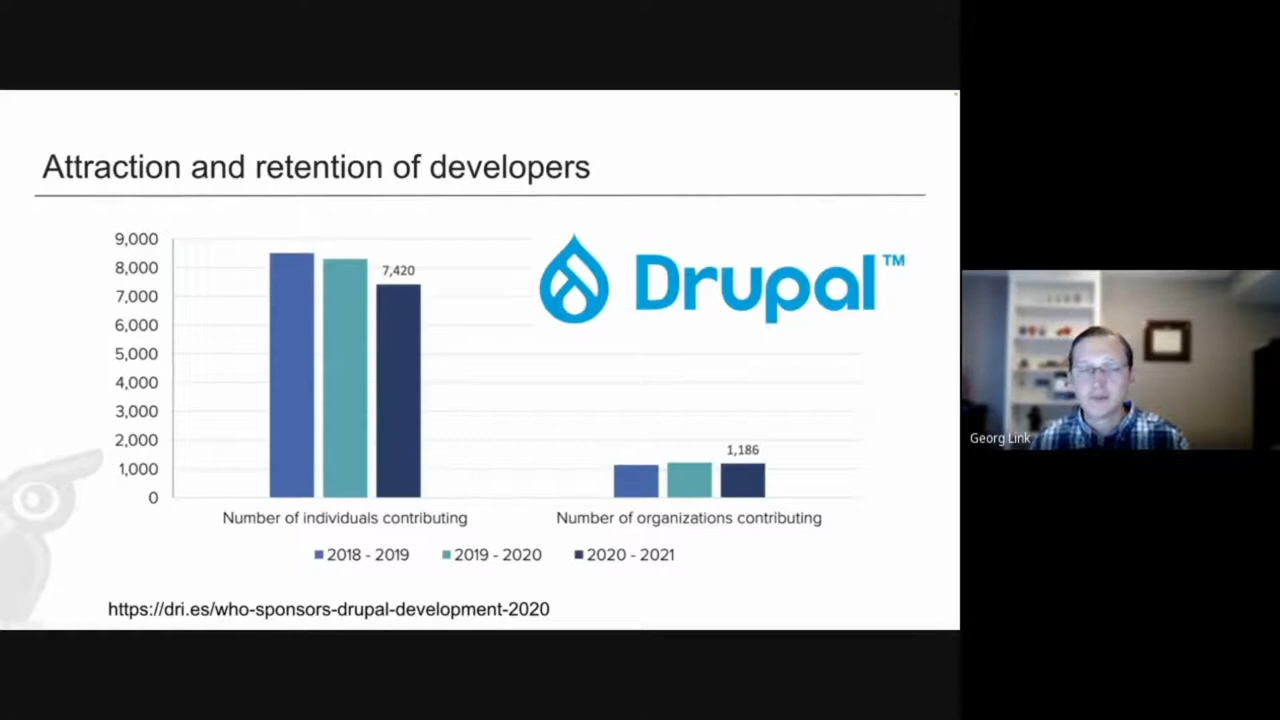 Attraction and retention of developers
9,000
8,000
7,000
6,000
5,000
4,000
3,000
2,000
1,000
0
7,420
1,186
Drupal™
Number of individuals contributing
Number of organizations contributing
2018 - 2019
2019 - 2020
2020 - 2021
https://dri.es/who-sponsors-drupal-development-2020
Georg Link